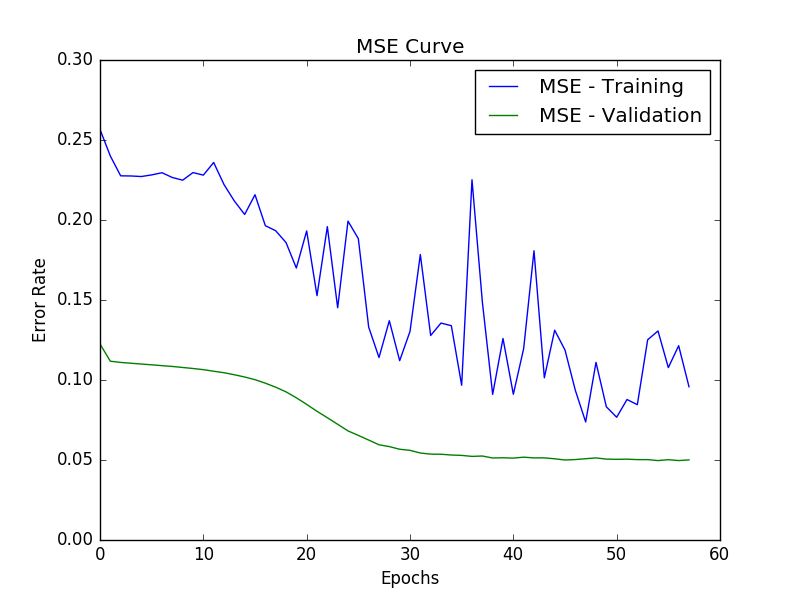 MSE Curve
MSE - Training
MSE - Validation
0.30
0.25
0.20
0.15
0.10
0.05
0.00
Error Rate
0 10 20 30 40 50 60
Epochs